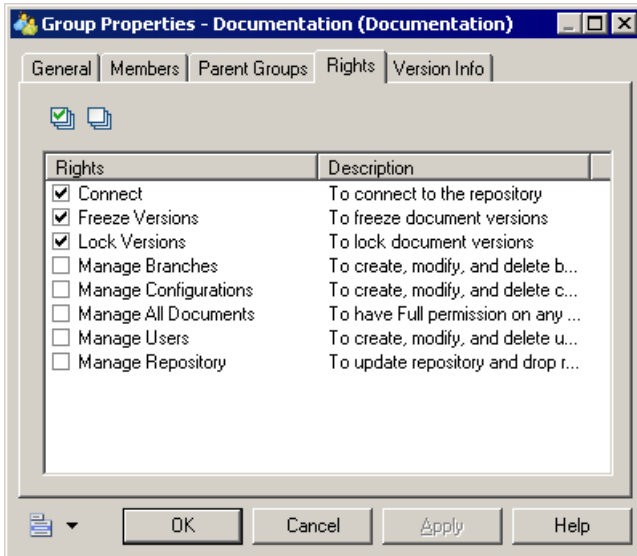 Group Properties - Documentation (Documentation)
General Members Parent Groups Rights Version Info
Rights Description
Connect To connect to the repository
Freeze Versions To freeze document versions
Lock Versions To lock document versions
Manage Branches To create, modify, and delete b...
Manage Configurations To create, modify, and delete c...
Manage All Documents To have Full permission on any ...
Manage Users To create, modify, and delete u...
Manage Repository To update repository and drop r...
OK Cancel Apply Help